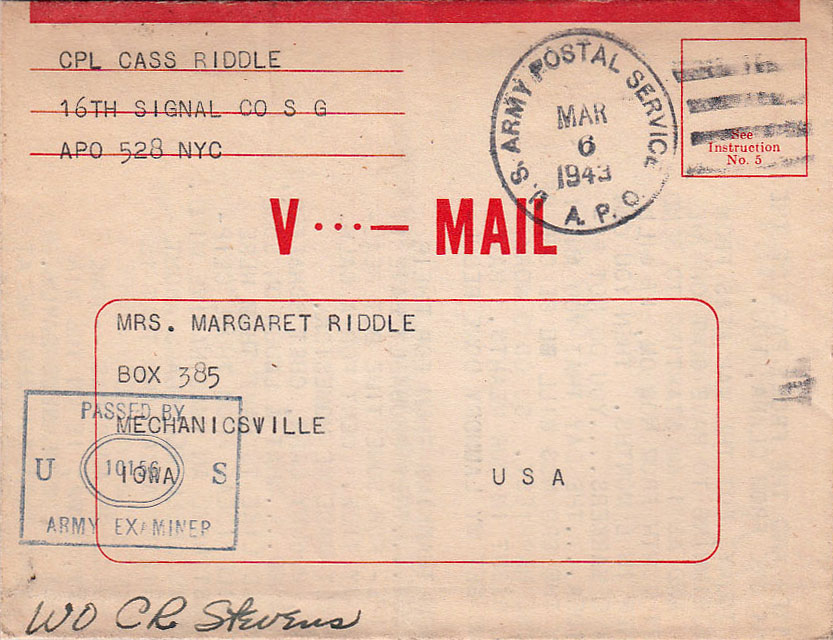 CPL CASS RIDDLE
16TH SIGNAL CO S G
APO 528 NYC
U.S. ARMY POSTAL SERVICE
MAR
6
1943
A.P.O.
See
Instruction
No. 5
V ···— MAIL
MRS. MARGARET RIDDLE
BOX 385
MECHANICSVILLE
IOWA U S A
PASSED BY
U 10156 S
ARMY EXAMINER
WO CR Stevens